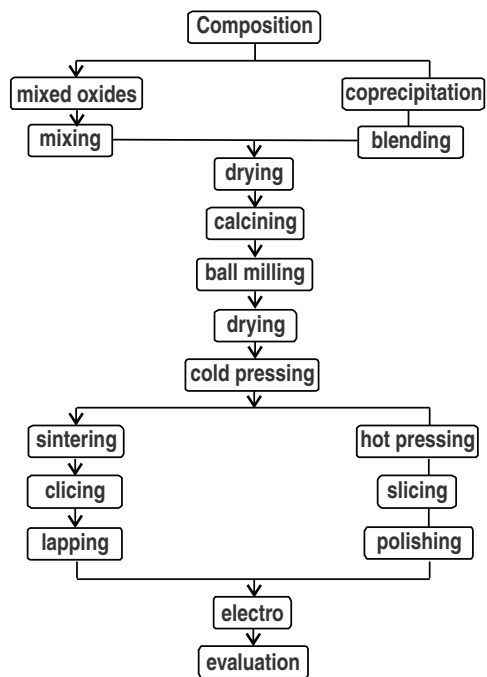 Composition
mixed oxides
coprecipitation
mixing
blending
drying
calcining
ball milling
drying
cold pressing
sintering
hot pressing
clicing
slicing
lapping
polishing
electro
evaluation